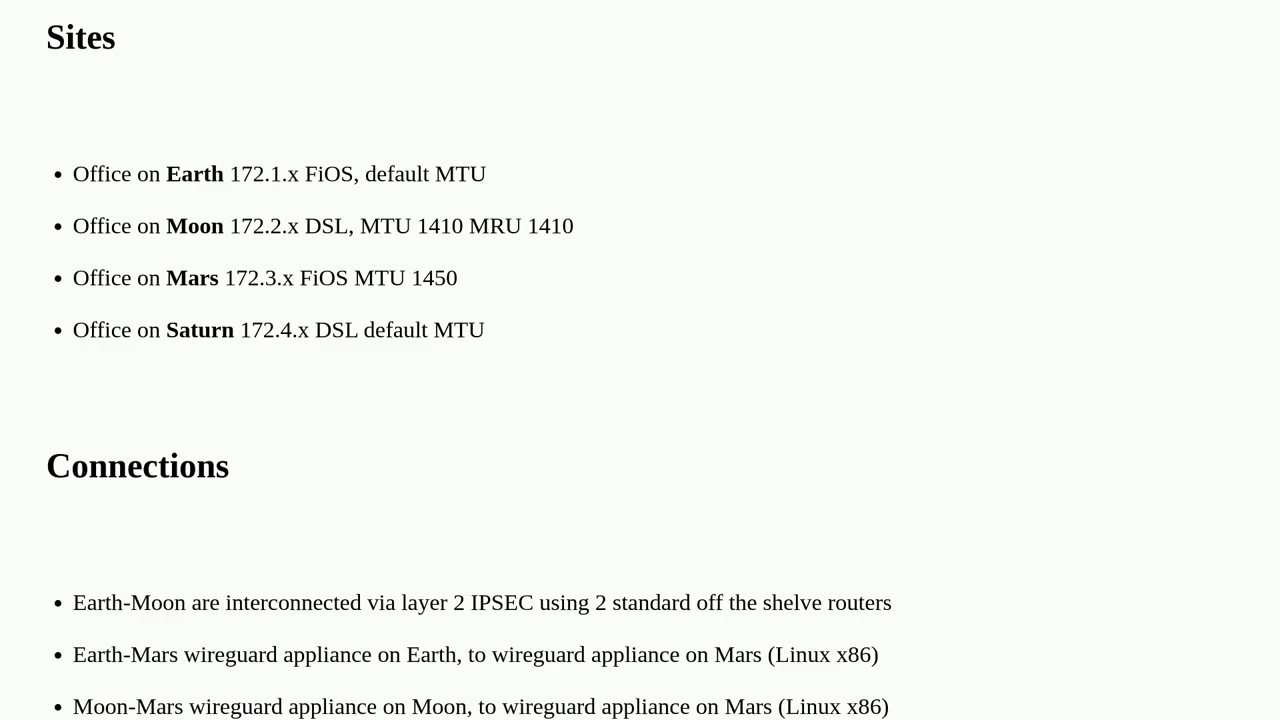 Sites
Office on Earth 172.1.x FiOS, default MTU
Office on Moon 172.2.x DSL, MTU 1410 MRU 1410
Office on Mars 172.3.x FiOS MTU 1450
Office on Saturn 172.4.x DSL default MTU
Connections
Earth-Moon are interconnected via layer 2 IPSEC using 2 standard off the shelve routers
Earth-Mars wireguard appliance on Earth, to wireguard appliance on Mars (Linux x86)
Moon-Mars wireguard appliance on Moon, to wireguard appliance on Mars (Linux x86)